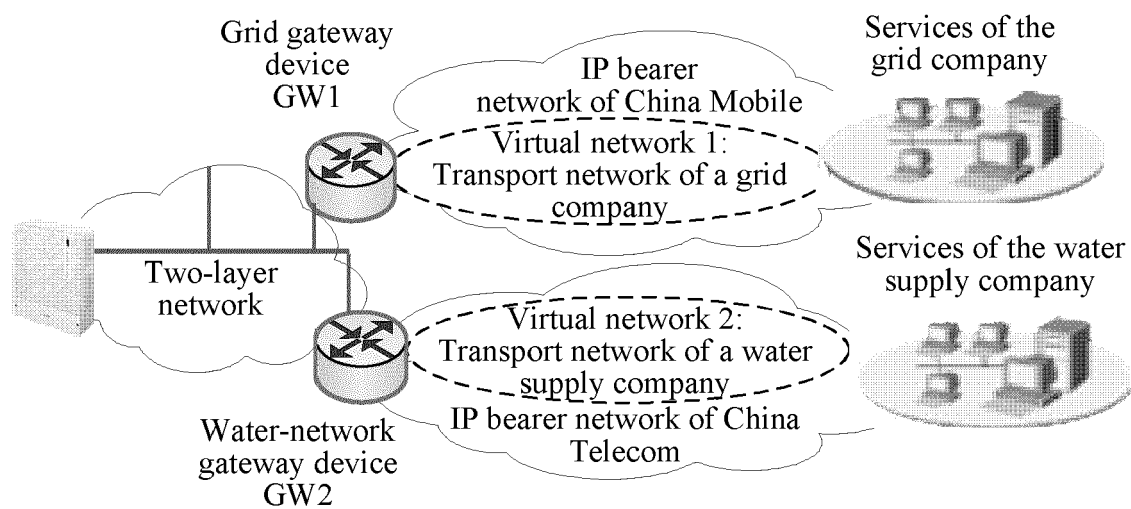 Grid gateway
device
GW1
IP bearer
network of China Mobile
Virtual network 1:
Transport network of a grid
company
Services of the
grid company
Two-layer
network
Services of the water
supply company
Virtual network 2:
Transport network of a water
supply company
IP bearer network of China
Telecom
Water-network
gateway device
GW2